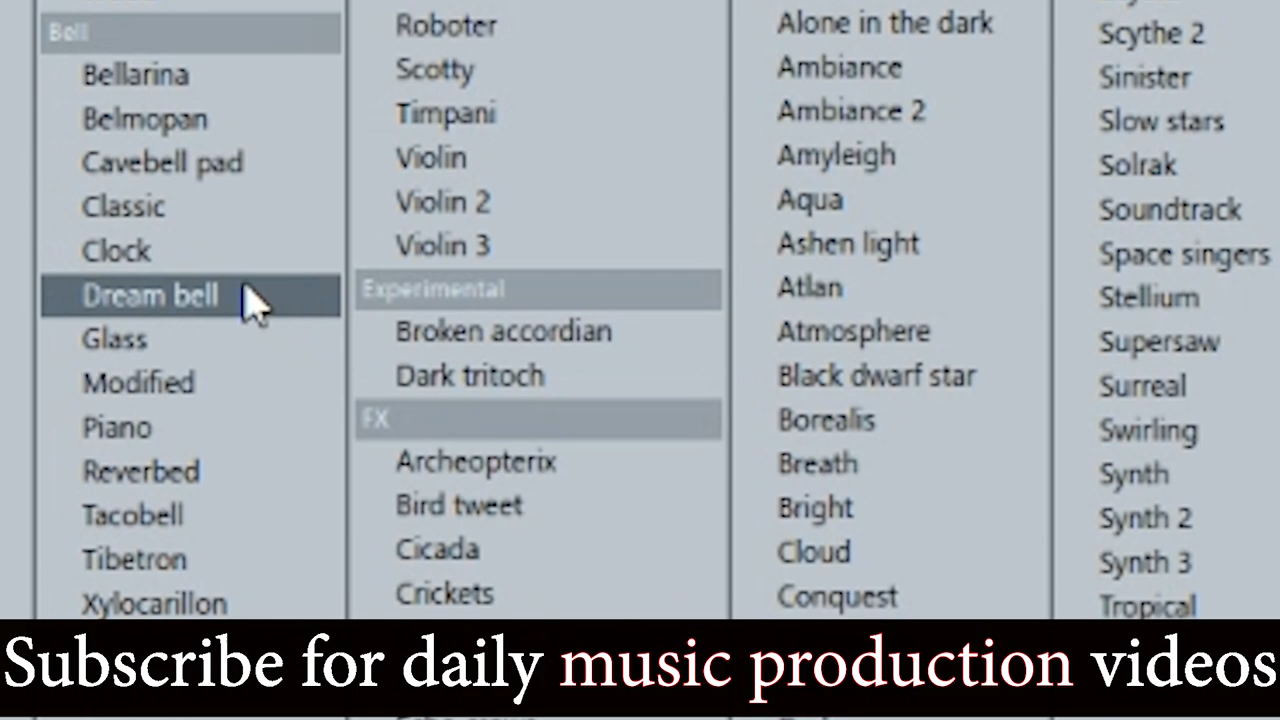 Bell
Bellarina
Belmopan
Cavebell pad
Classic
Clock
Dream bell
Glass
Modified
Piano
Reverbed
Tacobell
Tibetron
Xylocarillon
Roboter
Scotty
Timpani
Violin
Violin 2
Violin 3
Experimental
Broken accordian
Dark tritoch
FX
Archeopterix
Bird tweet
Cicada
Crickets
Alone in the dark
Ambiance
Ambiance 2
Amyleigh
Aqua
Ashen light
Atlan
Atmosphere
Black dwarf star
Borealis
Breath
Bright
Cloud
Conquest
Scythe 2
Sinister
Slow stars
Solrak
Soundtrack
Space singers
Stellium
Supersaw
Surreal
Swirling
Synth
Synth 2
Synth 3
Tropical
Subscribe for daily music production videos